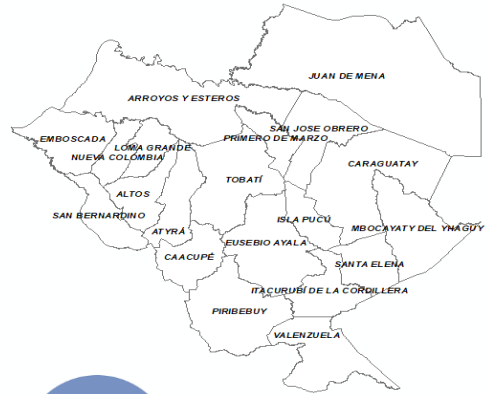 JUAN DE MENA
ARROYOS Y ESTEROS
SAN JOSE OBRERO
PRIMERO DE MARZO
EMBOSCADA
LOMA GRANDE
NUEVA COLOMBIA
CARAGUATAY
TOBATÍ
ALTOS
SAN BERNARDINO
ISLA PUCÚ
MBOCAYATY DEL YHAGUY
ATYRÁ
EUSEBIO AYALA
CAACUPÉ
SANTA ELENA
ITACURUBÍ DE LA CORDILLERA
PIRIBEBUY
VALENZUELA